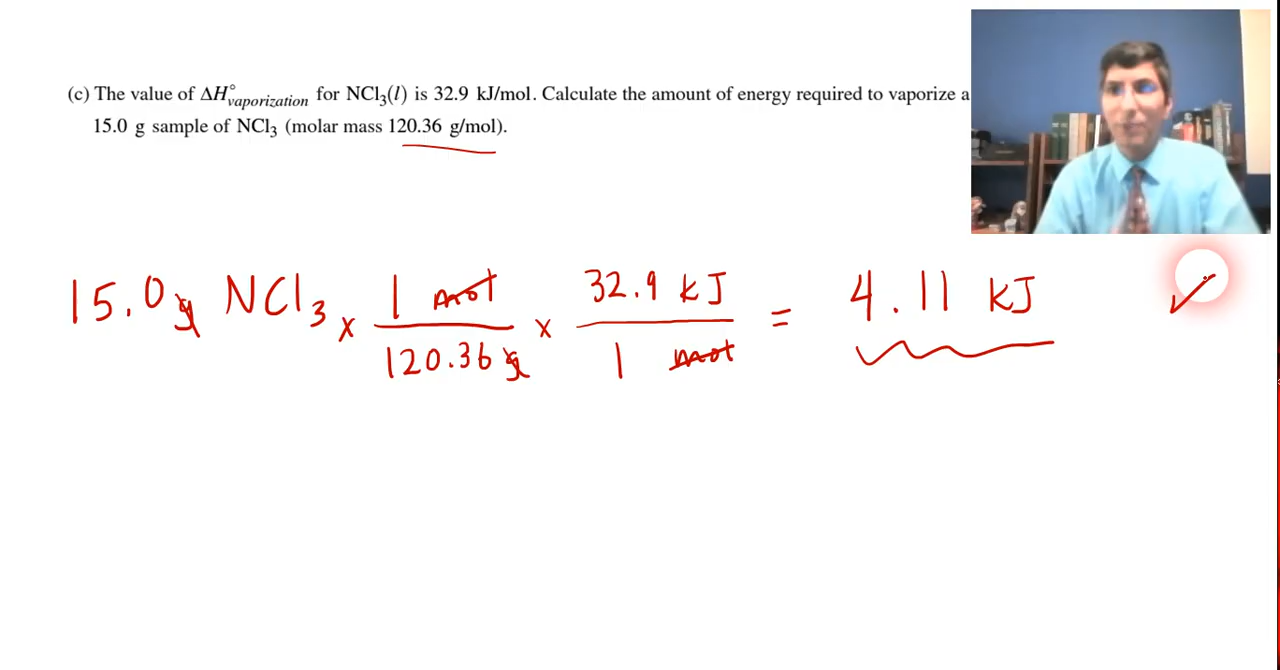 (c) The value of ΔH°vaporization for NCl₃(l) is 32.9 kJ/mol. Calculate the amount of energy required to vaporize a
15.0 g sample of NCl₃ (molar mass 120.36 g/mol).
15.0 g NCl₃ x 1 mol / 120.36 g x 32.9 kJ / 1 mol = 4.11 kJ